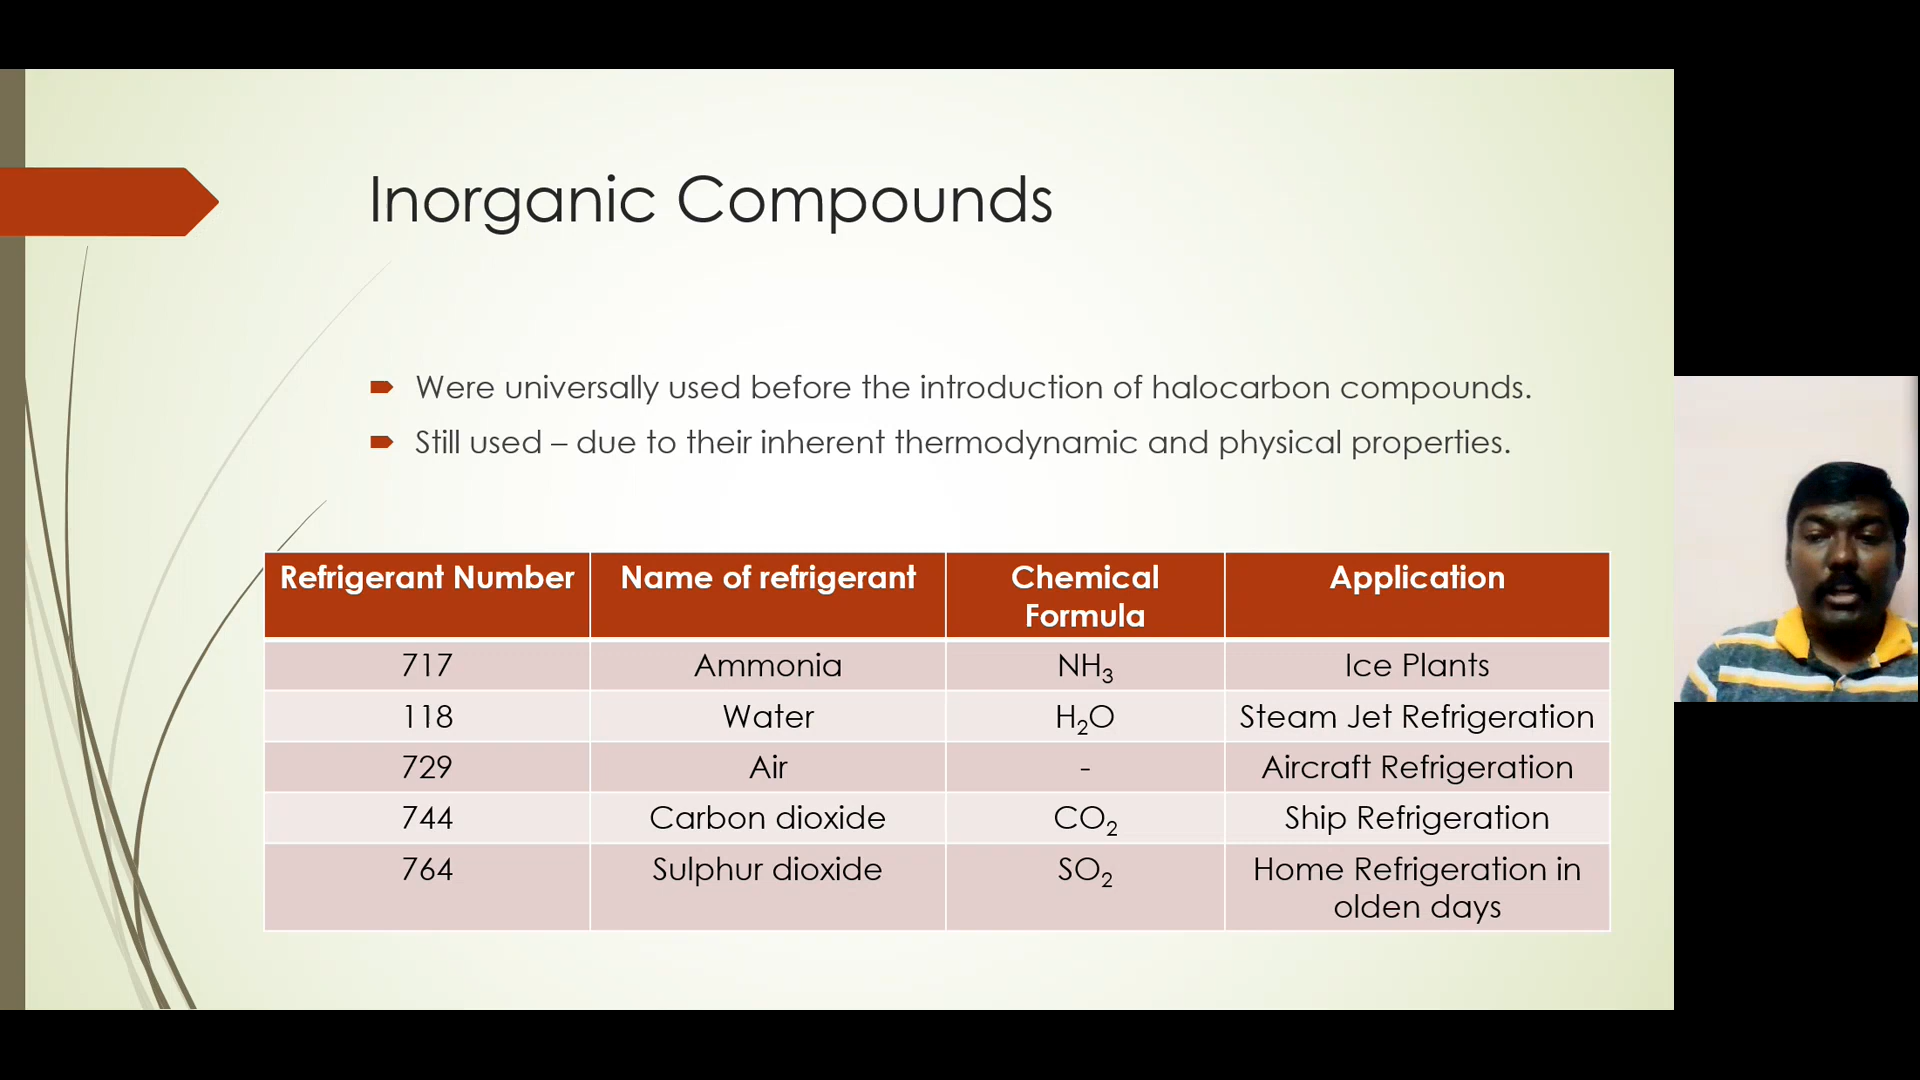 Inorganic Compounds
Were universally used before the introduction of halocarbon compounds.
Still used – due to their inherent thermodynamic and physical properties.
Refrigerant Number Name of refrigerant Chemical Formula Application
717 Ammonia NH₃ Ice Plants
118 Water H₂O Steam Jet Refrigeration
729 Air - Aircraft Refrigeration
744 Carbon dioxide CO₂ Ship Refrigeration
764 Sulphur dioxide SO₂ Home Refrigeration in olden days